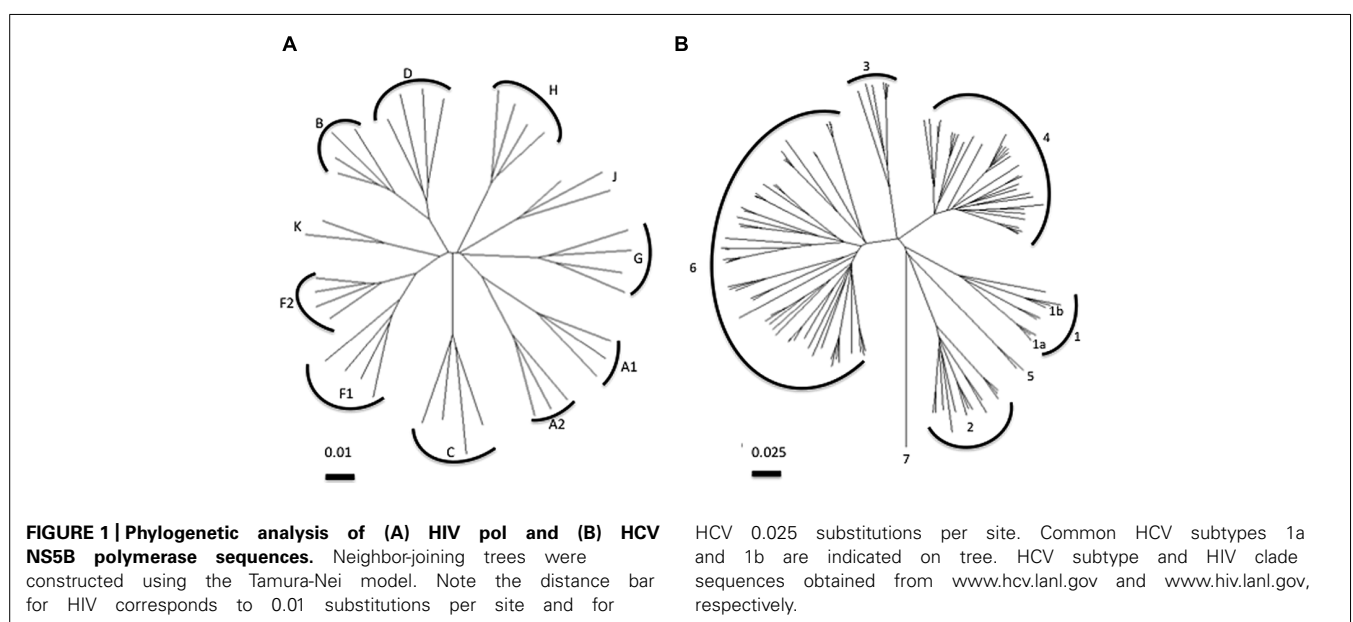 A
B
D
H
B
J
K
G
F2
A1
F1
A2
C
0.01
3
4
6
1b
1a
1
5
2
7
0.025
FIGURE 1 | Phylogenetic analysis of (A) HIV pol and (B) HCV
NS5B polymerase sequences. Neighbor-joining trees were
constructed using the Tamura-Nei model. Note the distance bar
for HIV corresponds to 0.01 substitutions per site and for
HCV 0.025 substitutions per site. Common HCV subtypes 1a
and 1b are indicated on tree. HCV subtype and HIV clade
sequences obtained from www.hcv.lanl.gov and www.hiv.lanl.gov,
respectively.